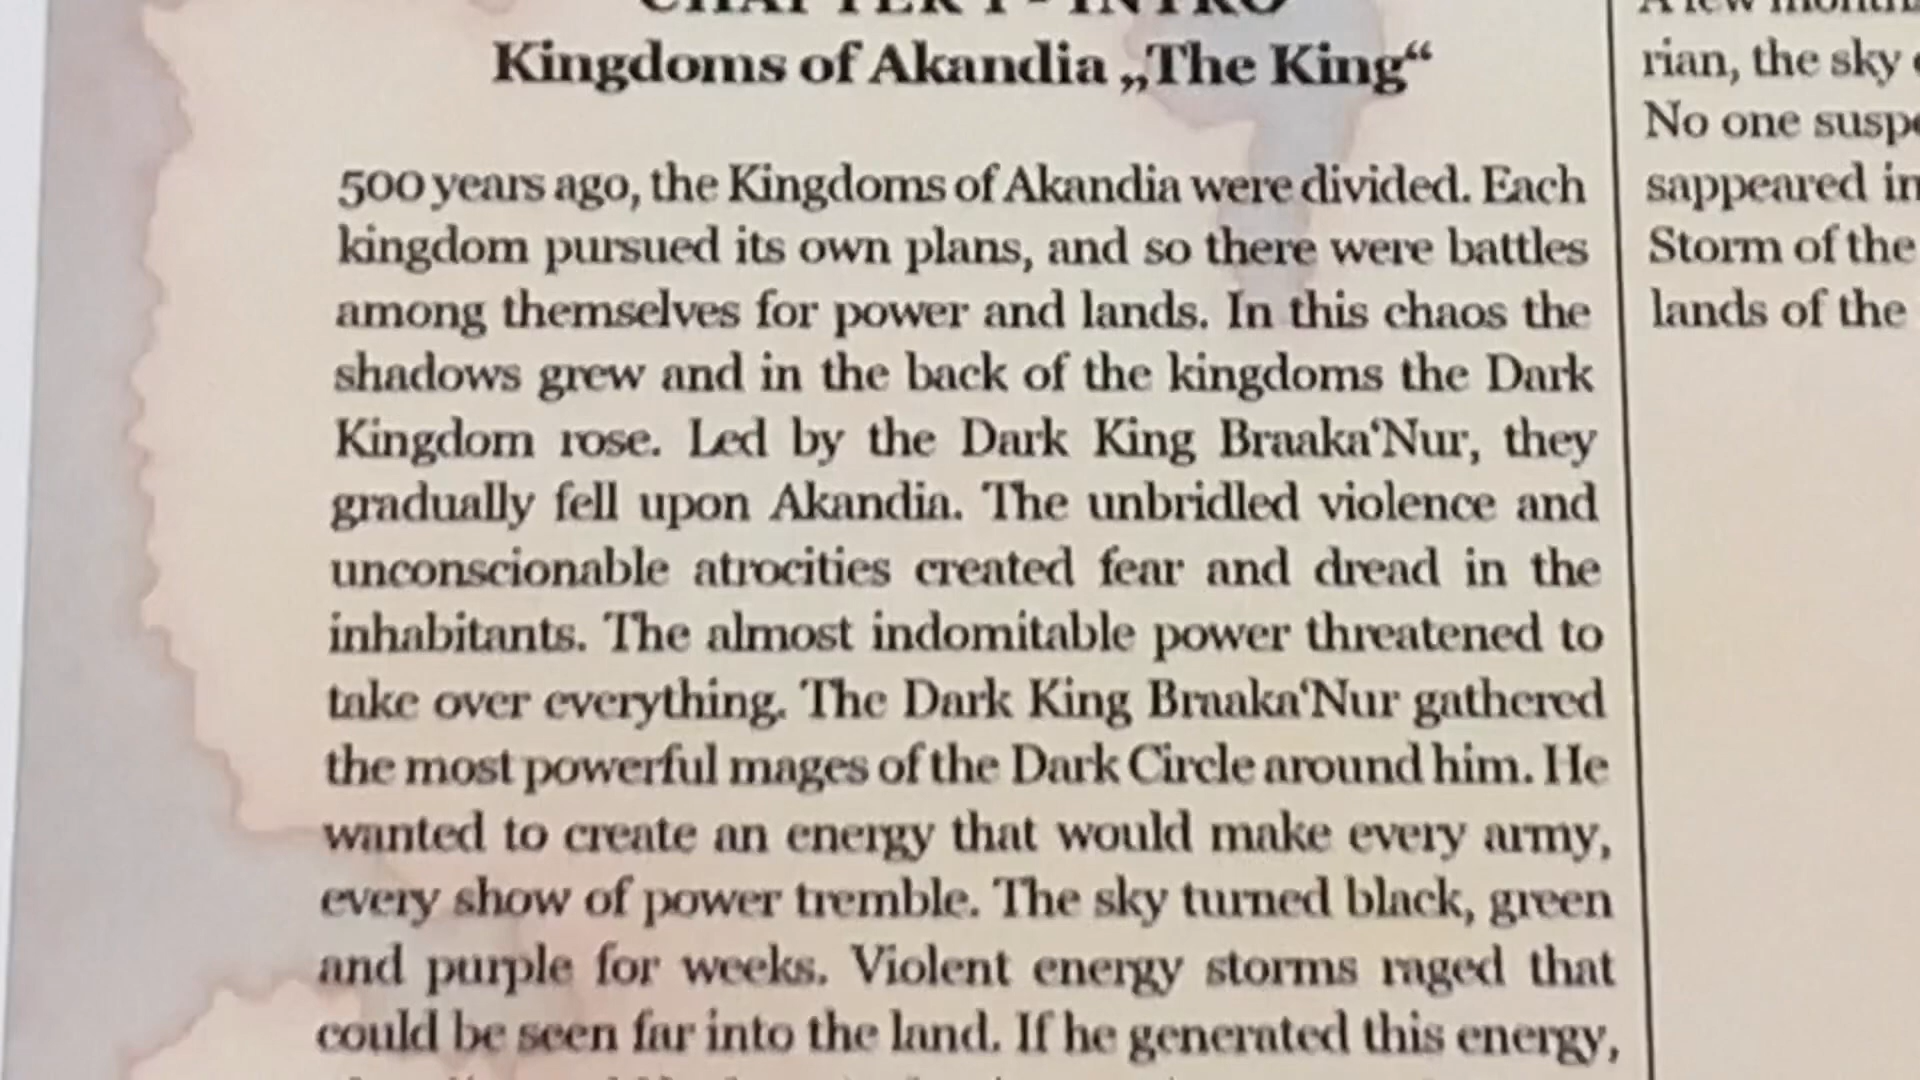 CHAPTER I - INTRO
Kingdoms of Akandia „The King“
500 years ago, the Kingdoms of Akandia were divided. Each
kingdom pursued its own plans, and so there were battles
among themselves for power and lands. In this chaos the
shadows grew and in the back of the kingdoms the Dark
Kingdom rose. Led by the Dark King Braaka‘Nur, they
gradually fell upon Akandia. The unbridled violence and
unconscionable atrocities created fear and dread in the
inhabitants. The almost indomitable power threatened to
take over everything. The Dark King Braaka‘Nur gathered
the most powerful mages of the Dark Circle around him. He
wanted to create an energy that would make every army,
every show of power tremble. The sky turned black, green
and purple for weeks. Violent energy storms raged that
could be seen far into the land. If he generated this energy,
A few
rian, the sky
No one
sappeared in
Storm of the
lands of the